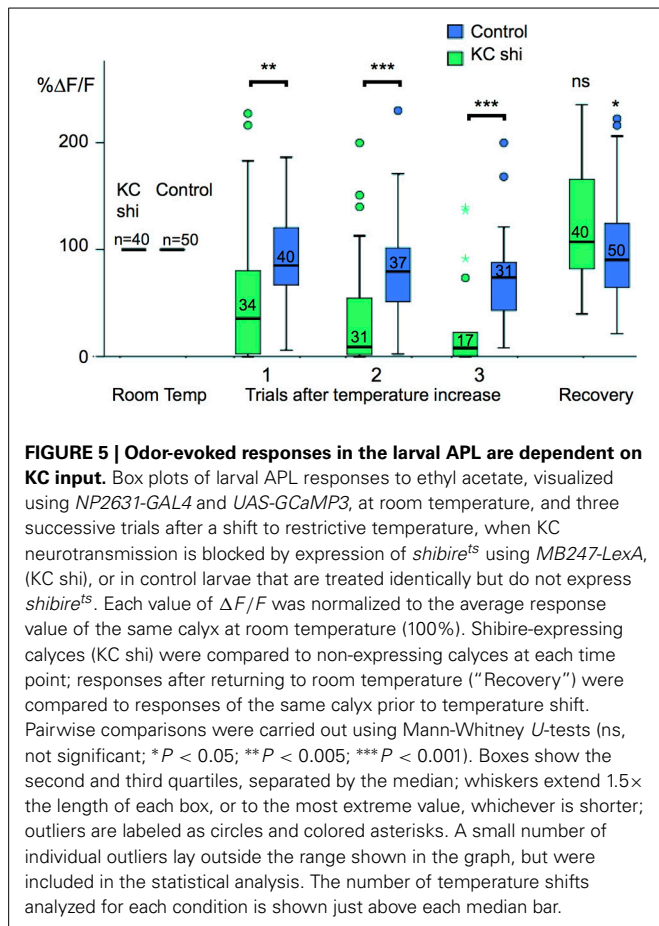 Control
KC shi
%ΔF/F
** *** *** ns *
200
KC shi Control
n=40 n=50
100
34 40 31 37 17 31 40 50
0
1 2 3
Room Temp Trials after temperature increase Recovery
FIGURE 5 | Odor-evoked responses in the larval APL are dependent on
KC input. Box plots of larval APL responses to ethyl acetate, visualized
using NP2631-GAL4 and UAS-GCaMP3, at room temperature, and three
successive trials after a shift to restrictive temperature, when KC
neurotransmission is blocked by expression of shibireᵗˢ using MB247-LexA,
(KC shi), or in control larvae that are treated identically but do not express
shibireᵗˢ. Each value of ΔF/F was normalized to the average response
value of the same calyx at room temperature (100%). Shibire-expressing
calyces (KC shi) were compared to non-expressing calyces at each time
point; responses after returning to room temperature (“Recovery”) were
compared to responses of the same calyx prior to temperature shift.
Pairwise comparisons were carried out using Mann-Whitney U-tests (ns,
not significant; *P < 0.05; **P < 0.005; ***P < 0.001). Boxes show the
second and third quartiles, separated by the median; whiskers extend 1.5×
the length of each box, or to the most extreme value, whichever is shorter;
outliers are labeled as circles and colored asterisks. A small number of
individual outliers lay outside the range shown in the graph, but were
included in the statistical analysis. The number of temperature shifts
analyzed for each condition is shown just above each median bar.